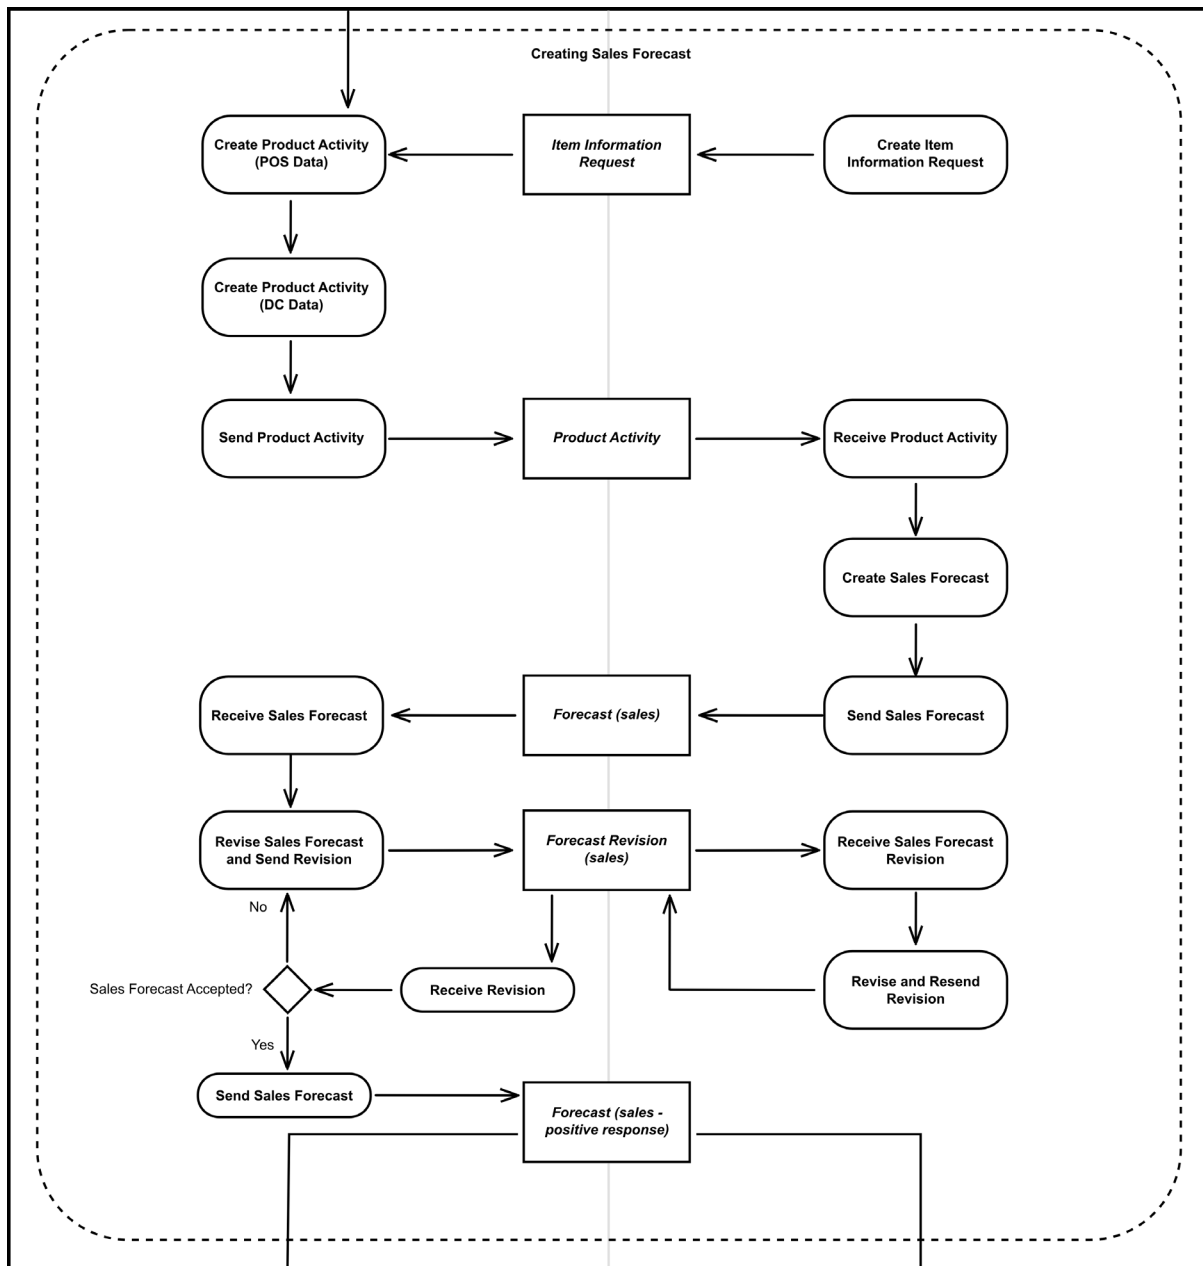 Creating Sales Forecast
Create Product Activity
(POS Data)
Item Information
Request
Create Item
Information Request
Create Product Activity
(DC Data)
Send Product Activity
Product Activity
Receive Product Activity
Create Sales Forecast
Receive Sales Forecast
Forecast (sales)
Send Sales Forecast
Revise Sales Forecast
and Send Revision
Forecast Revision
(sales)
Receive Sales Forecast
Revision
No
Sales Forecast Accepted?
Receive Revision
Revise and Resend
Revision
Yes
Send Sales Forecast
Forecast (sales -
positive response)